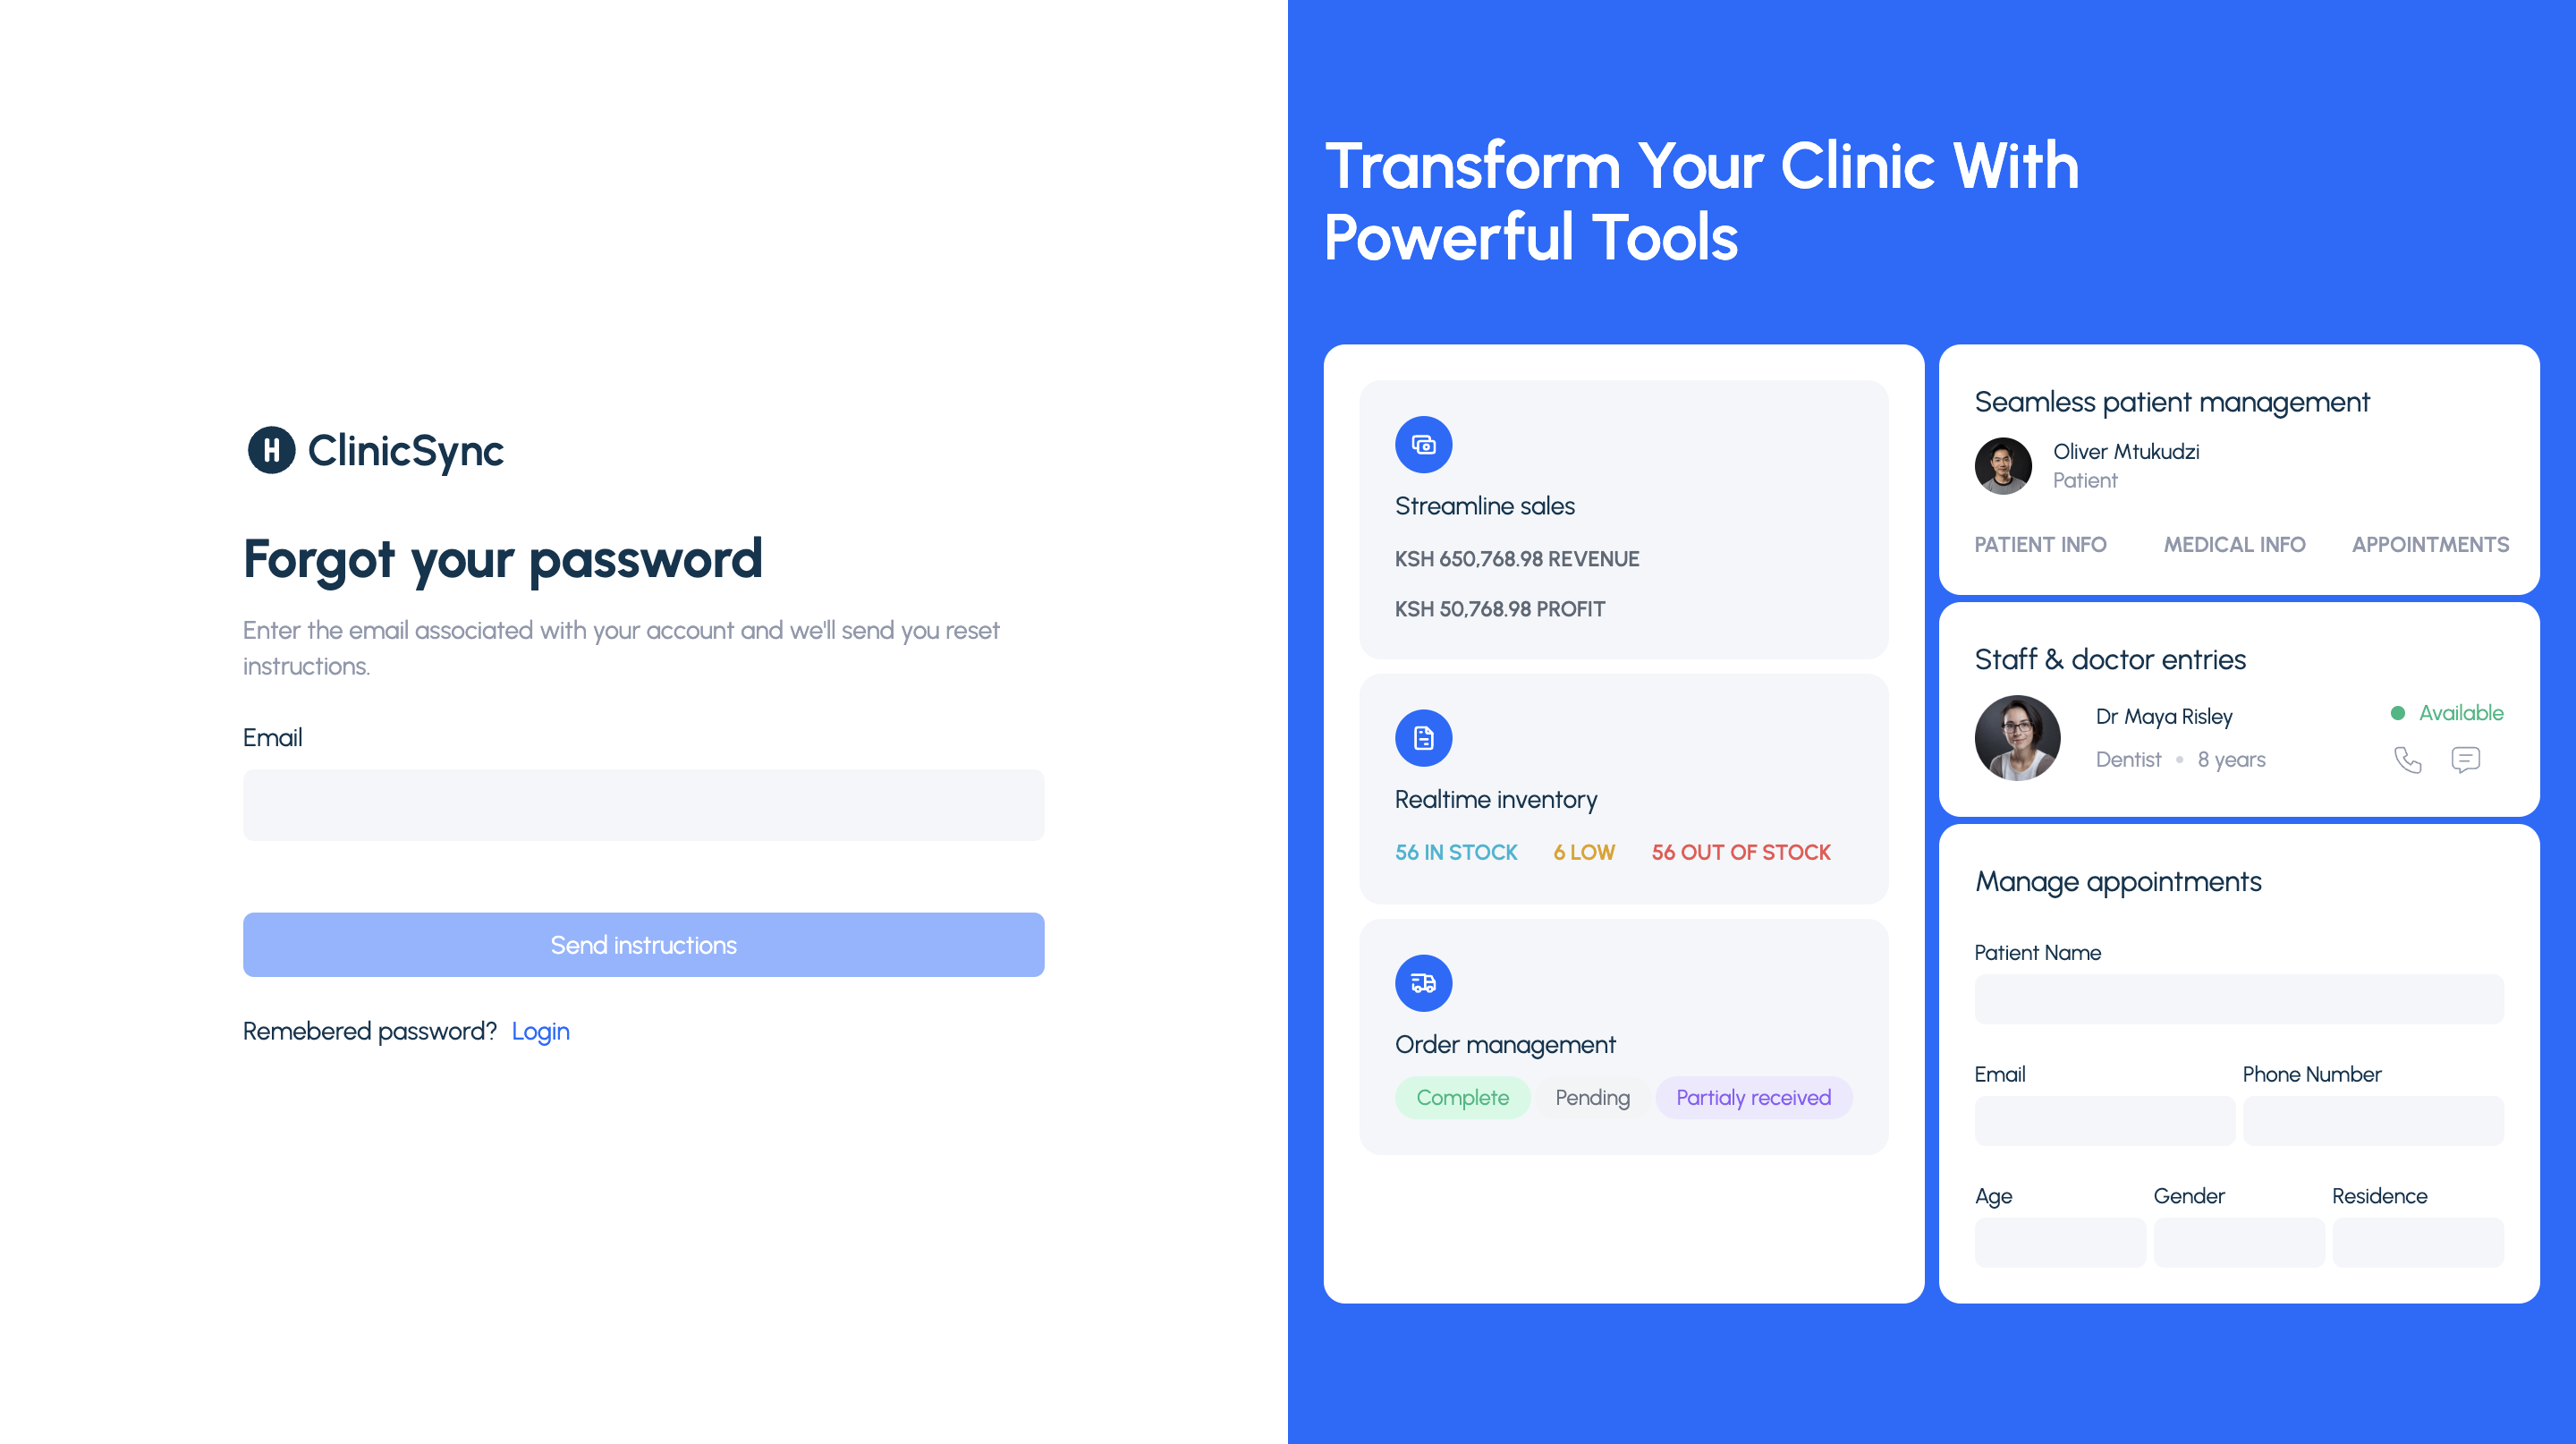 ClinicSync
Forgot your password
Enter the email associated with your account and we'll send you reset
instructions.
Email
Send instructions
Remebered password? Login
Transform Your Clinic With
Powerful Tools
Streamline sales
KSH 650,768.98 REVENUE
KSH 50,768.98 PROFIT
Realtime inventory
56 IN STOCK 6 LOW 56 OUT OF STOCK
Order management
Complete Pending Partialy received
Seamless patient management
Oliver Mtukudzi
Patient
PATIENT INFO MEDICAL INFO APPOINTMENTS
Staff & doctor entries
Dr Maya Risley
Available
Dentist • 8 years
Manage appointments
Patient Name
Email Phone Number
Age Gender Residence